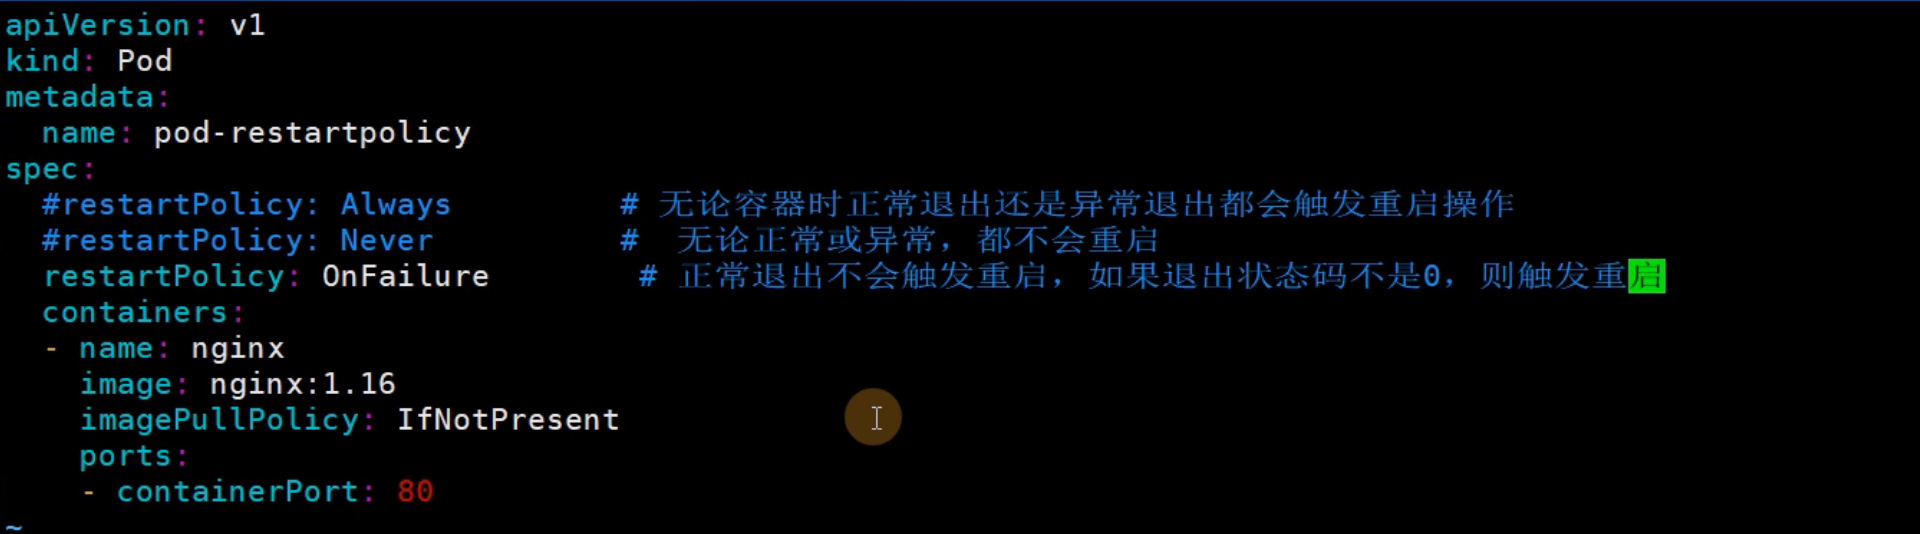 apiVersion: v1
kind: Pod
metadata:
  name: pod-restartpolicy
spec:
  #restartPolicy: Always         # 无论容器时正常退出还是异常退出都会触发重启操作
  #restartPolicy: Never          #  无论正常或异常，都不会重启
  restartPolicy: OnFailure        # 正常退出不会触发重启，如果退出状态码不是0，则触发重启
  containers:
  - name: nginx
    image: nginx:1.16
    imagePullPolicy: IfNotPresent
    ports:
    - containerPort: 80
~